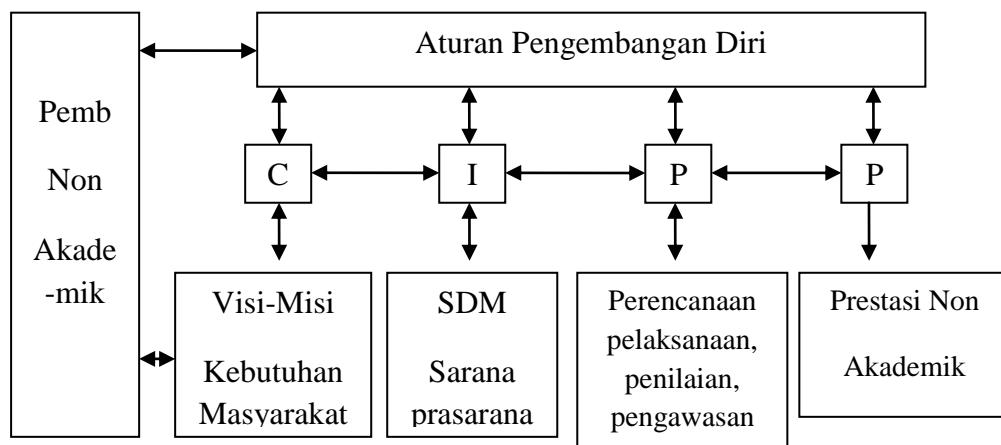 Aturan Pengembangan Diri
Pemb
Non
Akade
-mik
C
I
P
P
Visi-Misi
Kebutuhan
Masyarakat
SDM
Sarana
prasarana
Perencanaan
pelaksanaan,
penilaian,
pengawasan
Prestasi Non
Akademik